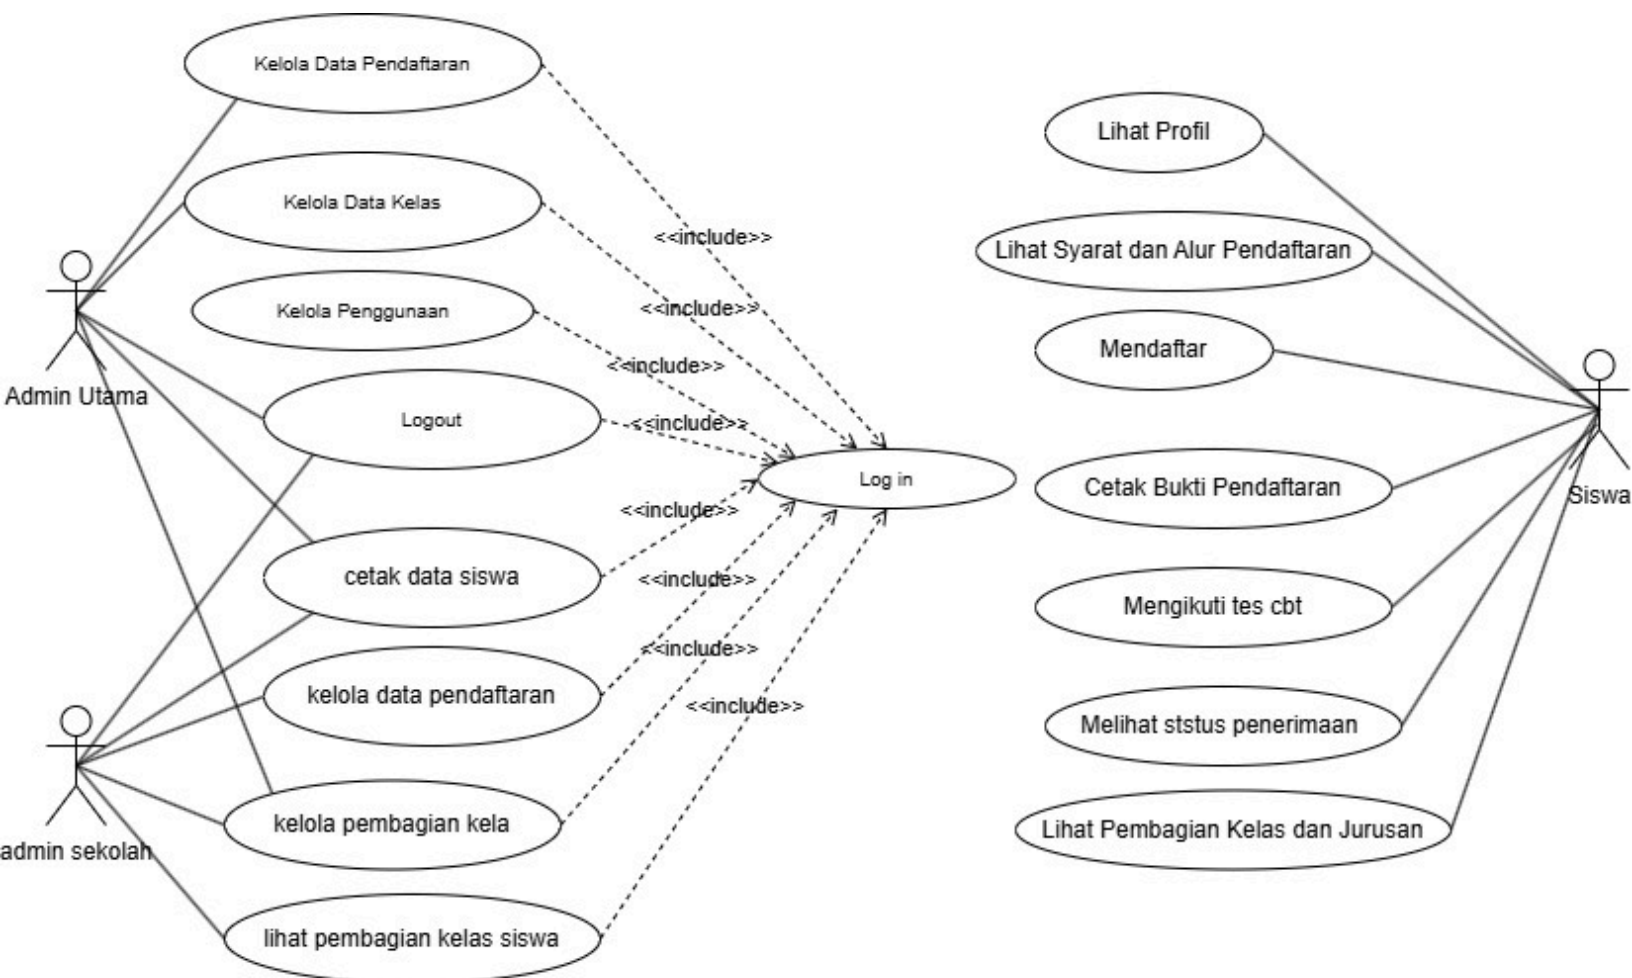 Kelola Data Pendaftaran
Kelola Data Kelas
Kelola Penggunaan
Logout
cetak data siswa
kelola data pendaftaran
kelola pembagian kela
lihat pembagian kelas siswa
Admin Utama
admin sekolah
<<include>>
<<include>>
<<include>>
<<include>>
<<include>>
<<include>>
<<include>>
<<include>>
Log in
Lihat Profil
Lihat Syarat dan Alur Pendaftaran
Mendaftar
Cetak Bukti Pendaftaran
Mengikuti tes cbt
Melihat ststus penerimaan
Lihat Pembagian Kelas dan Jurusan
Siswa